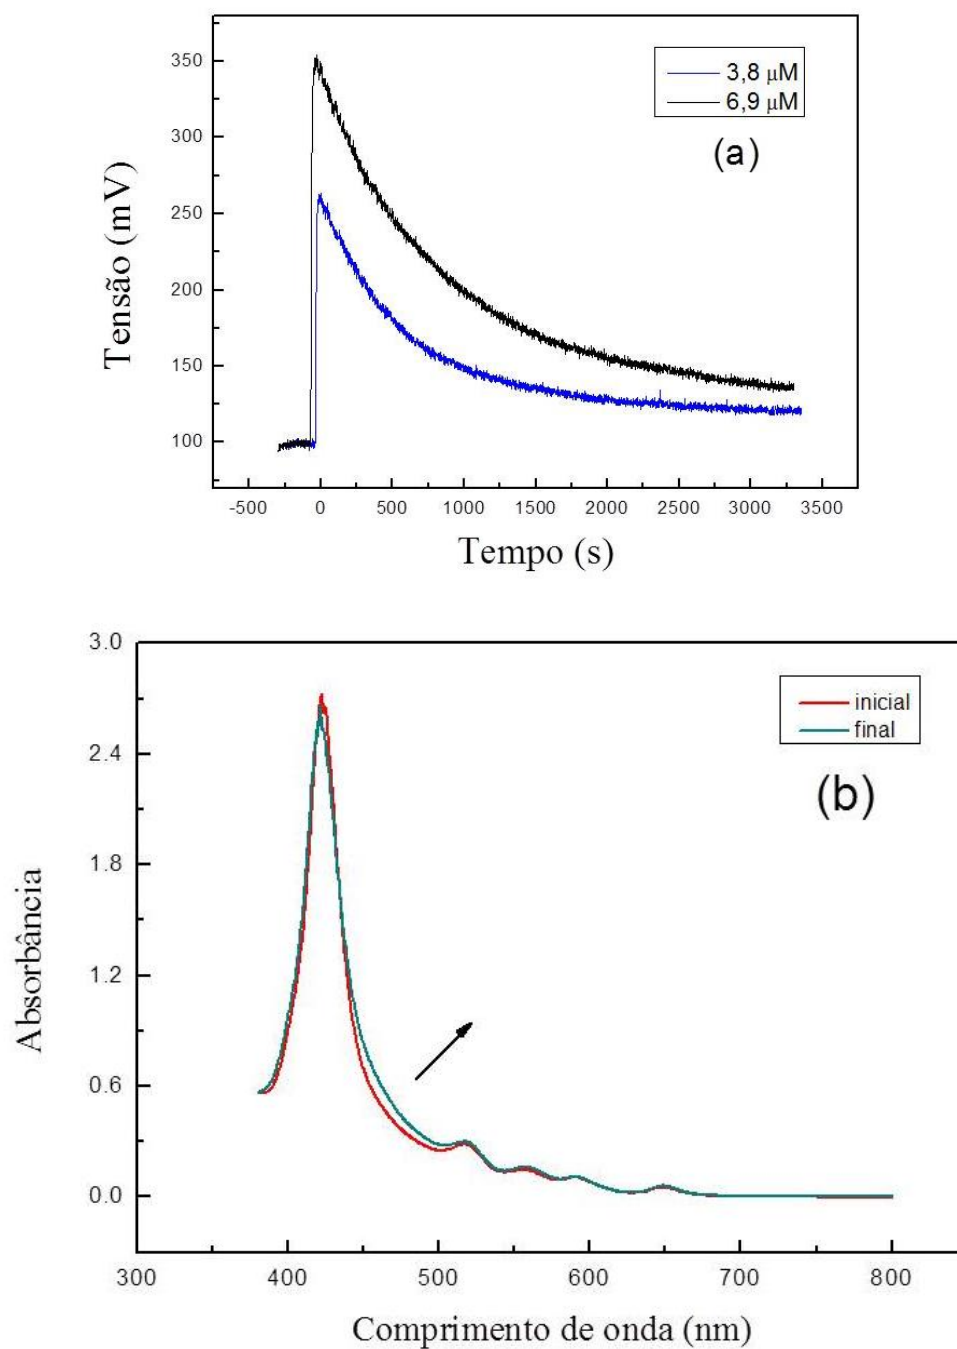 350
300
250
200
150
100
Tensão (mV)
3,8 μM
6,9 μM
(a)
-500 0 500 1000 1500 2000 2500 3000 3500
Tempo (s)
3.0
2.4
1.8
1.2
0.6
0.0
Absorbância
inicial
final
(b)
300 400 500 600 700 800
Comprimento de onda (nm)